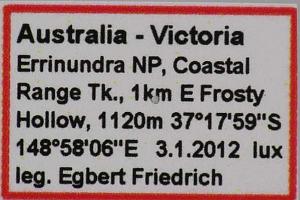 Australia - Victoria
Errinundra NP, Coastal
Range Tk., 1km E Frosty
Hollow, 1120m 37°17'59"S
148°58'06"E 3.1.2012 lux
leg. Egbert Friedrich